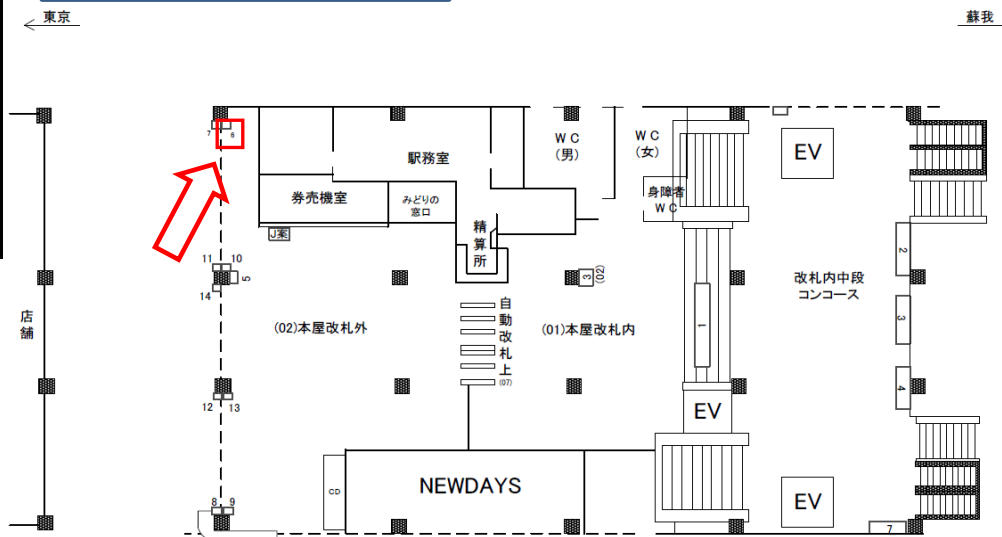 東京
蘇我
7
6
WC
(男)
WC
(女)
EV
駅務室
券売機室
みどりの
窓口
身障者
WC
J案
精算所
11
10
5
14
3
(02)
2
改札内中段
コンコース
店舗
(02)本屋改札外
自動改札上
(07)
(01)本屋改札内
1
3
4
12
13
EV
CD
NEWDAYS
EV
8
9
7